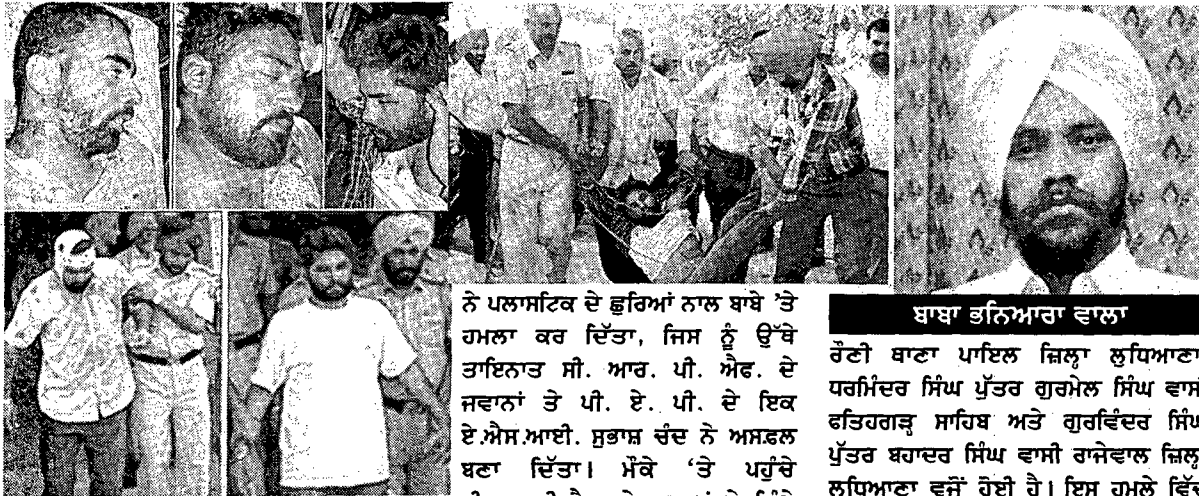 ਨੇ ਪਲਾਸਟਿਕ ਦੇ ਛੁਰਿਆਂ ਨਾਲ ਬਾਬੇ 'ਤੇ
ਹਮਲਾ ਕਰ ਦਿੱਤਾ, ਜਿਸ ਨੂੰ ਉੱਥੇ
ਤਾਇਨਾਤ ਸੀ. ਆਰ. ਪੀ. ਐਫ. ਦੇ
ਜਵਾਨਾਂ ਤੇ ਪੀ. ਏ. ਪੀ. ਦੇ ਇਕ
ਏ.ਐਸ.ਆਈ. ਸੁਭਾਸ਼ ਚੰਦ ਨੇ ਅਸਫ਼ਲ
ਬਣਾ ਦਿੱਤਾ। ਮੌਕੇ 'ਤੇ ਪਹੁੰਚੇ
ਬਾਬਾ ਭਨਿਆਰਾ ਵਾਲਾ
ਰੌਣੀ ਥਾਣਾ ਪਾਇਲ ਜ਼ਿਲ੍ਹਾ ਲੁਧਿਆਣਾ
ਧਰਮਿੰਦਰ ਸਿੰਘ ਪੁੱਤਰ ਗੁਰਮੇਲ ਸਿੰਘ ਵਾਸੀ
ਫਤਿਹਗੜ੍ਹ ਸਾਹਿਬ ਅਤੇ ਗੁਰਵਿੰਦਰ ਸਿੰਘ
ਪੁੱਤਰ ਬਹਾਦਰ ਸਿੰਘ ਵਾਸੀ ਰਾਜੇਵਾਲ ਜ਼ਿਲ੍ਹਾ
ਲੁਧਿਆਣਾ ਵਜੋਂ ਹੋਈ ਹੈ। ਇਸ ਹਮਲੇ ਵਿੱਚ